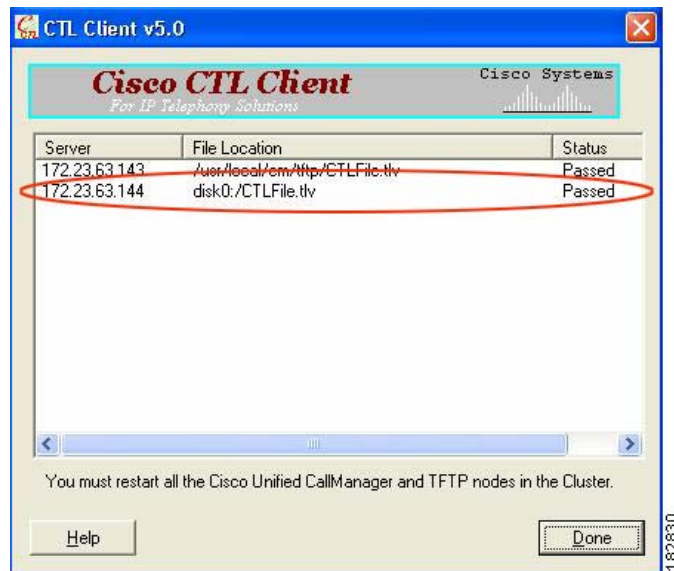 CTL Client v5.0
Cisco CTL Client
For IP Telephony Solutions
Cisco Systems
Server File Location Status
172.23.63.143 /usr/local/cm/tftp/CTLFile.tlv Passed
172.23.63.144 disk0:/CTLFile.tlv Passed
You must restart all the Cisco Unified CallManager and TFTP nodes in the Cluster.
Help Done
182830